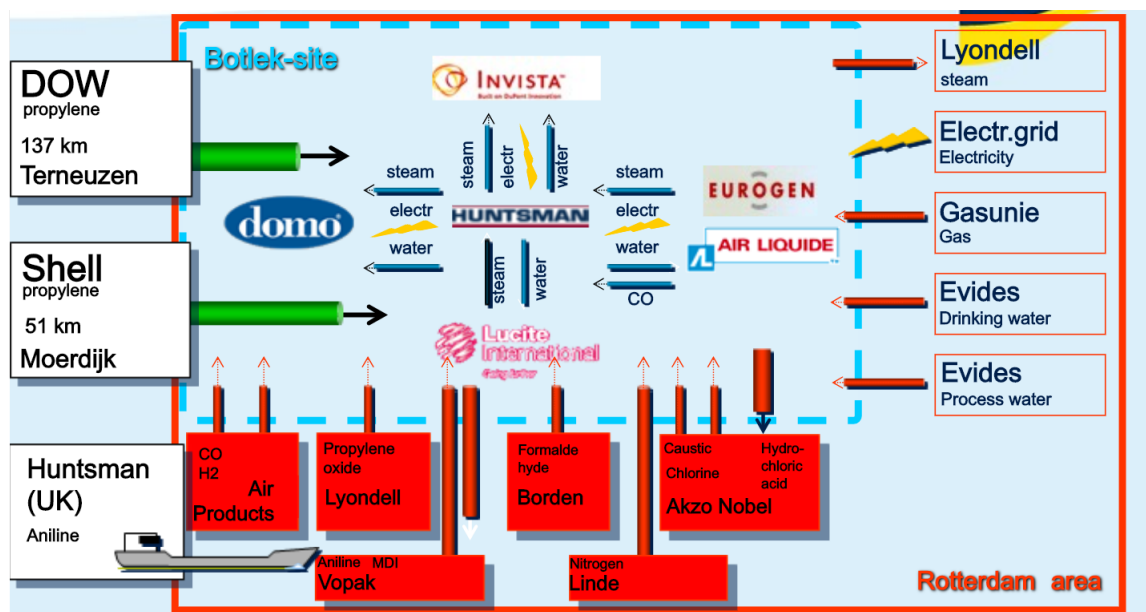 Botlek-site
DOW
propylene
137 km
Terneuzen
Shell
propylene
51 km
Moerdijk
Huntsman
(UK)
Aniline
INVISTA™
Built on DuPont Innovation
steam
electr
water
steam
electr
water
domo
HUNTSMAN
steam
electr
water
CO
EUROGEN
AIR LIQUIDE
steam
water
Lucite
International
Lyondell
steam
Electr.grid
Electricity
Gasunie
Gas
Evides
Drinking water
Evides
Process water
CO
H2
Air
Products
Propylene
oxide
Lyondell
Formalde
hyde
Borden
Caustic
Chlorine
Hydro-
chloric
acid
Akzo Nobel
Aniline MDI
Vopak
Nitrogen
Linde
Rotterdam area